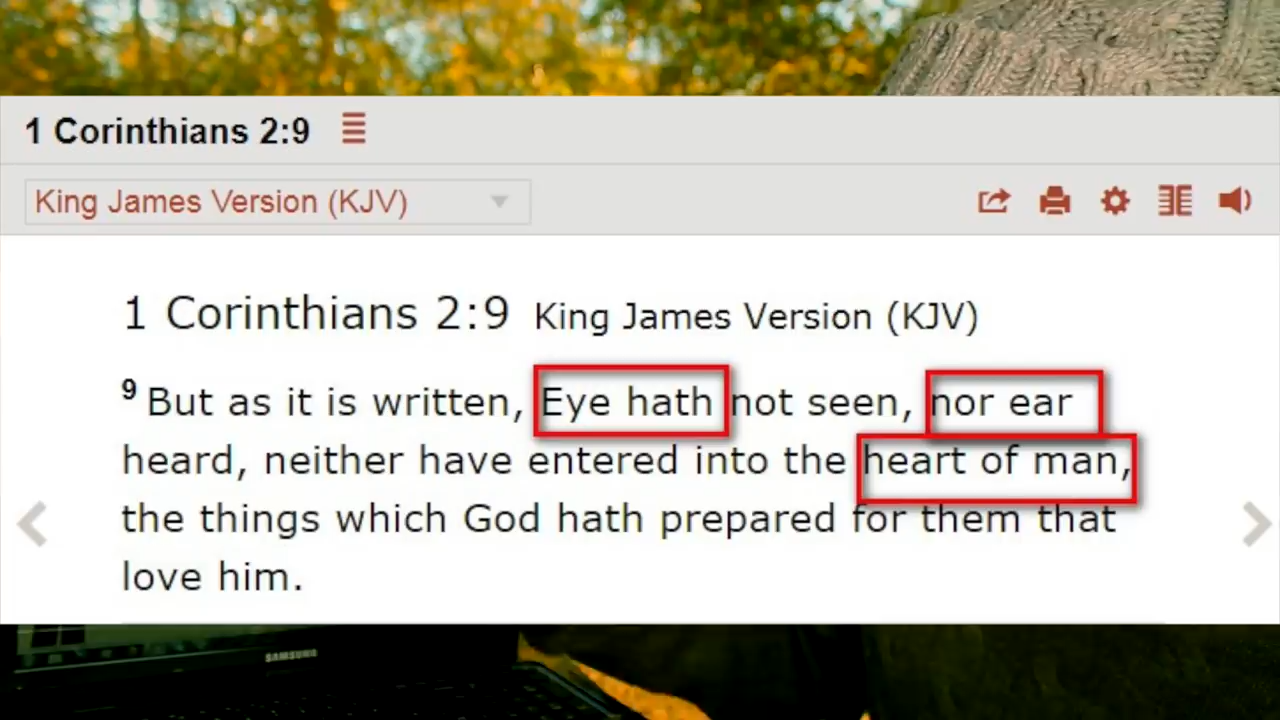 1 Corinthians 2:9
King James Version (KJV)
1 Corinthians 2:9 King James Version (KJV)
9 But as it is written, Eye hath not seen, nor ear
heard, neither have entered into the heart of man,
the things which God hath prepared for them that
love him.
SAMSUNG